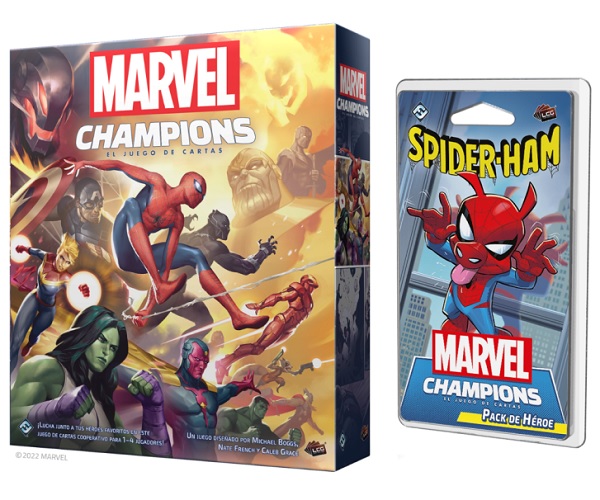 MARVEL
CHAMPIONS
EL JUEGO DE CARTAS
¡LUCHA JUNTO A TUS HÉROES FAVORITOS EN ESTE
JUEGO DE CARTAS COOPERATIVO PARA 1-4 JUGADORES!
UN JUEGO DISEÑADO POR MICHAEL BOGGS,
NATE FRENCH Y CALEB GRACE
LCG
© 2022 MARVEL
MARVEL
CHAMPIONS
LCG
SPIDER-HAM
MARVEL
CHAMPIONS
EL JUEGO DE CARTAS
PACK DE HÉROE